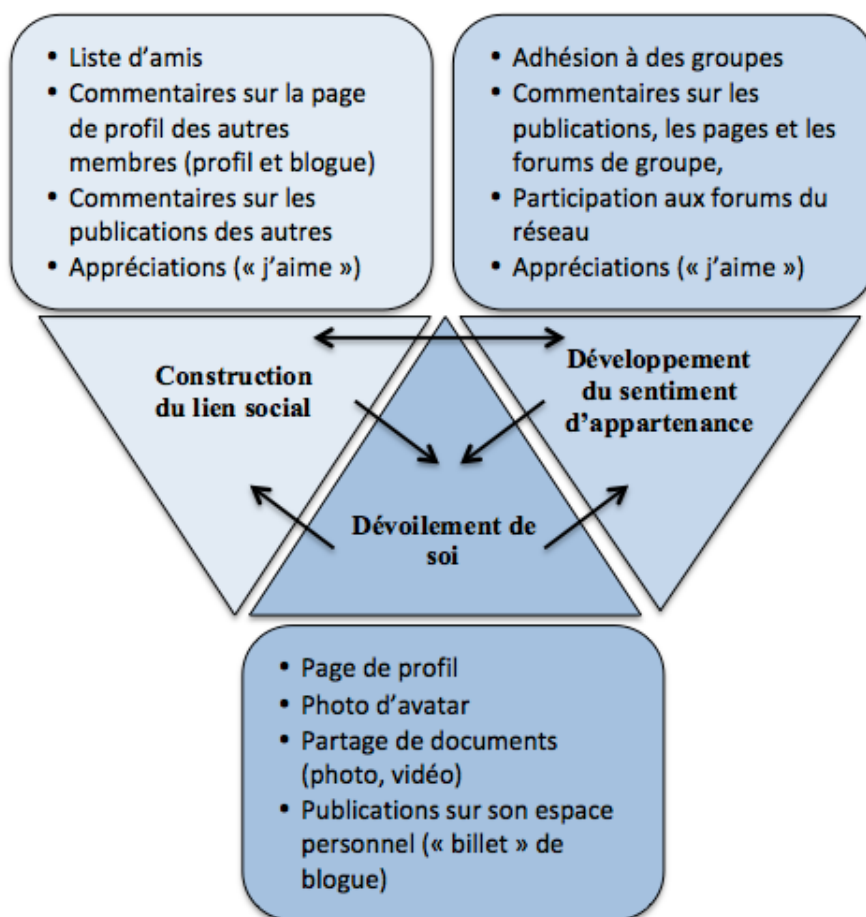 • Liste d'amis
• Commentaires sur la page
de profil des autres
membres (profil et blogue)
• Commentaires sur les
publications des autres
• Appréciations (« j'aime »)
• Adhésion à des groupes
• Commentaires sur les
publications, les pages et les
forums de groupe,
• Participation aux forums du
réseau
• Appréciations (« j'aime »)
Construction
du lien social
Développement
du sentiment
d'appartenance
Dévoilement de
soi
• Page de profil
• Photo d'avatar
• Partage de documents
(photo, vidéo)
• Publications sur son espace
personnel (« billet » de
blogue)